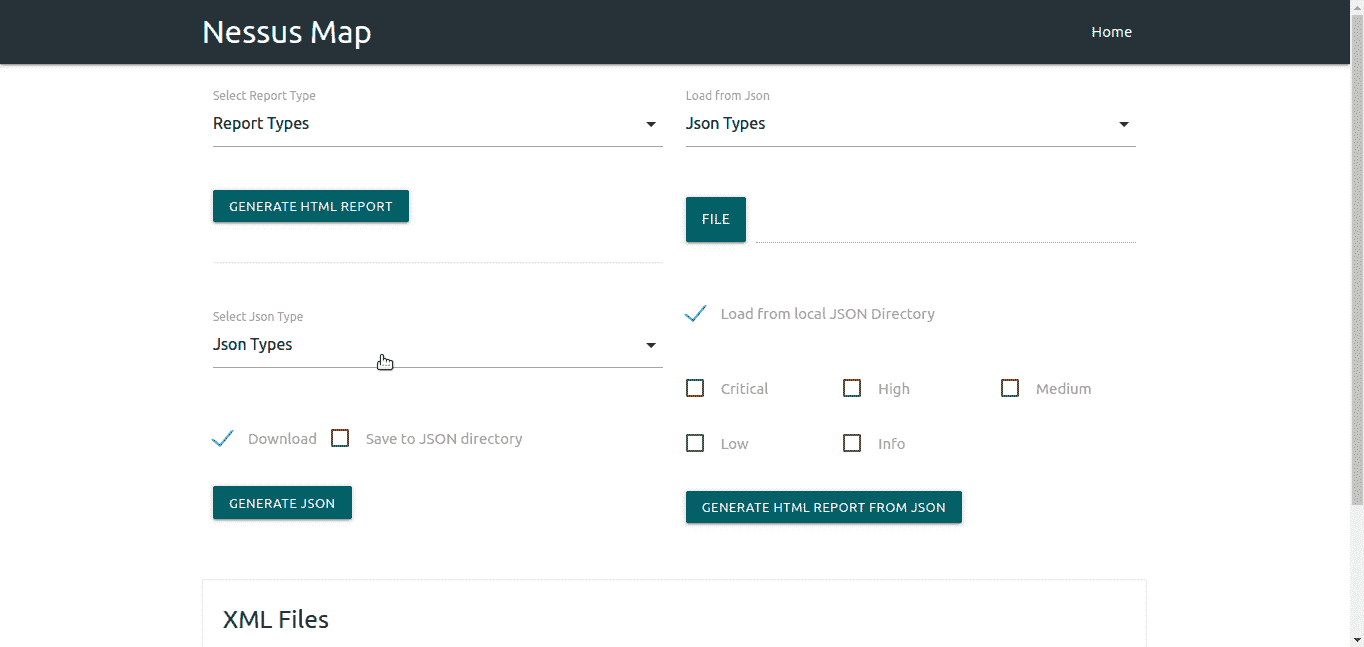 Nessus Map
Home
Select Report Type
Report Types
GENERATE HTML REPORT
Select Json Type
Json Types
Download
Save to JSON directory
GENERATE JSON
Load from Json
Json Types
FILE
Load from local JSON Directory
Critical
High
Medium
Low
Info
GENERATE HTML REPORT FROM JSON
XML Files